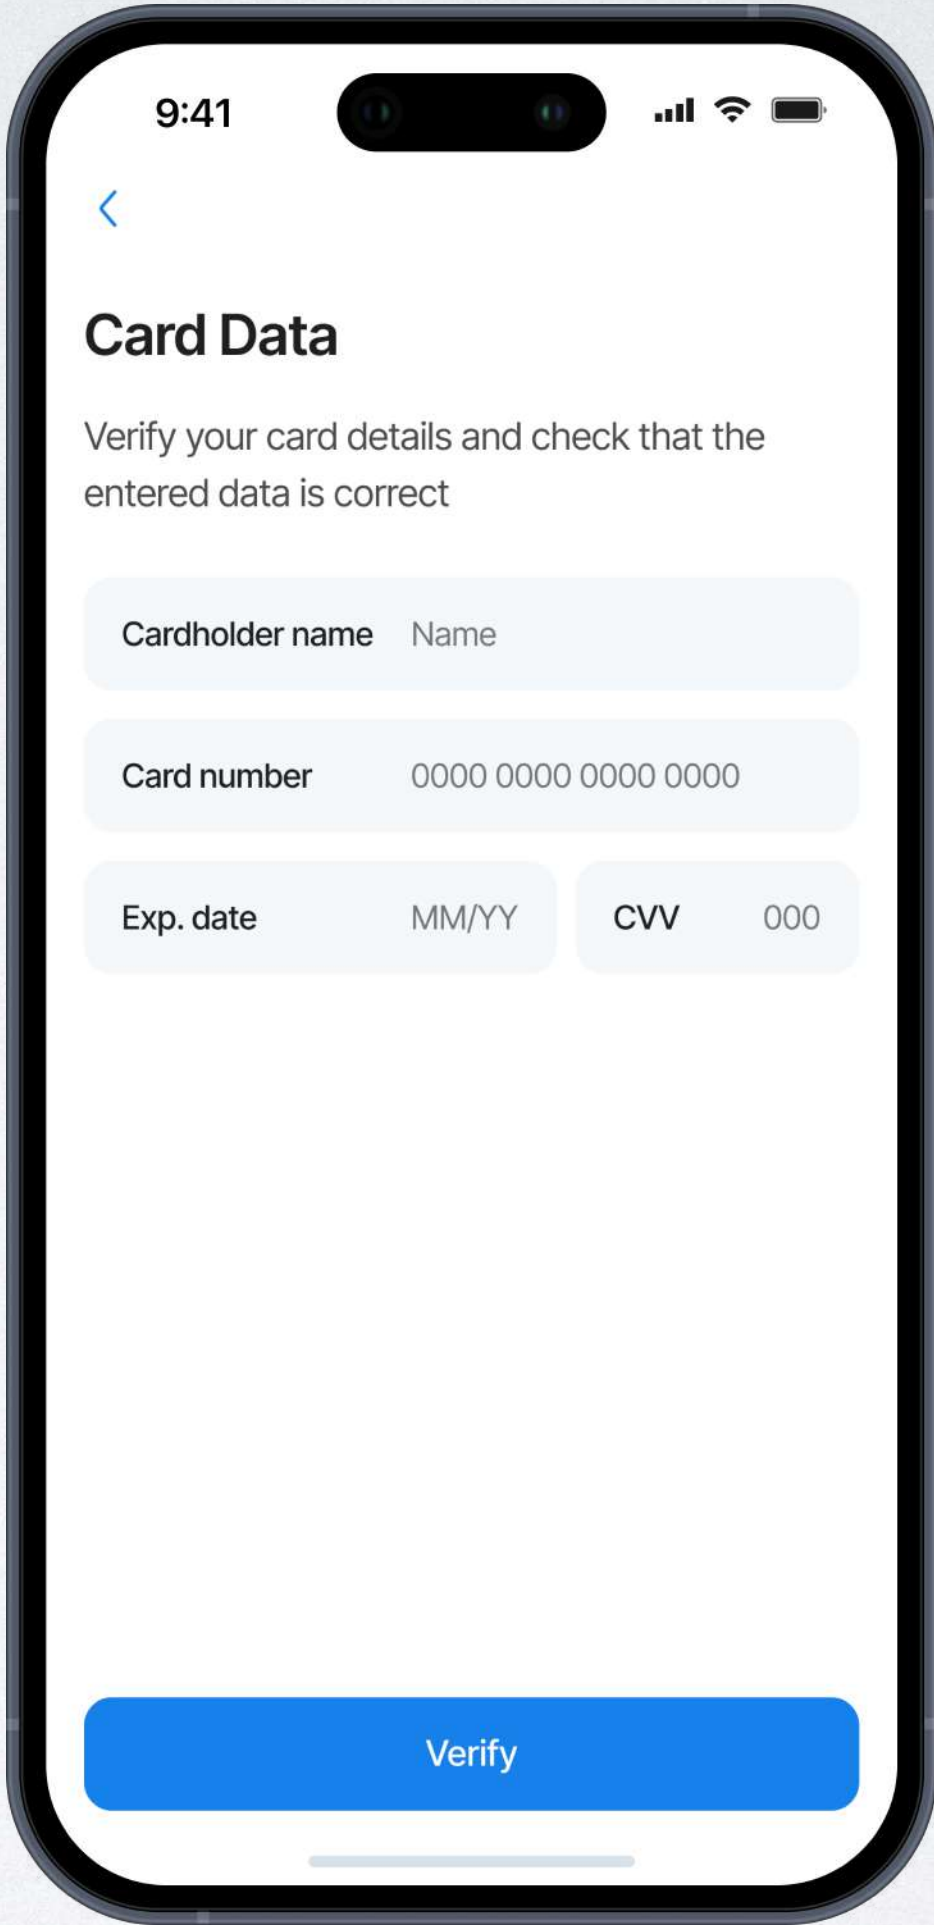 9:41
Card Data
Verify your card details and check that the
entered data is correct
Cardholder name Name
Card number 0000 0000 0000 0000
Exp. date MM/YY CVV 000
Verify